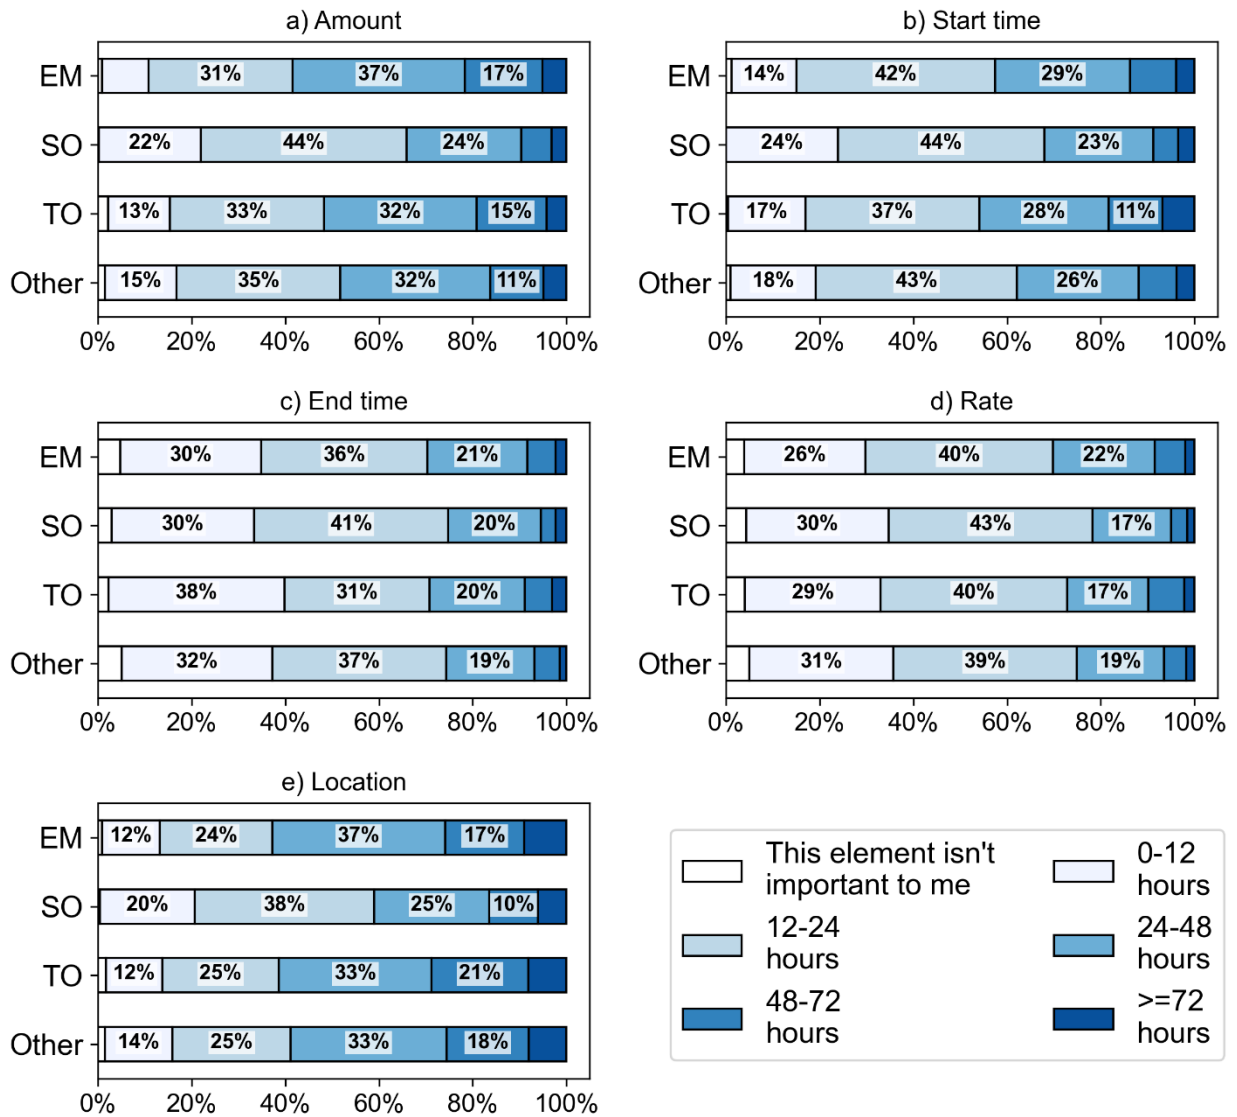 a) Amount
EM 31% 37% 17%
SO 22% 44% 24%
TO 13% 33% 32% 15%
Other 15% 35% 32% 11%
0% 20% 40% 60% 80% 100%
b) Start time
EM 14% 42% 29%
SO 24% 44% 23%
TO 17% 37% 28% 11%
Other 18% 43% 26%
0% 20% 40% 60% 80% 100%
c) End time
EM 30% 36% 21%
SO 30% 41% 20%
TO 38% 31% 20%
Other 32% 37% 19%
0% 20% 40% 60% 80% 100%
d) Rate
EM 26% 40% 22%
SO 30% 43% 17%
TO 29% 40% 17%
Other 31% 39% 19%
0% 20% 40% 60% 80% 100%
e) Location
EM 12% 24% 37% 17%
SO 20% 38% 25% 10%
TO 12% 25% 33% 21%
Other 14% 25% 33% 18%
0% 20% 40% 60% 80% 100%
This element isn't
important to me
12-24
hours
48-72
hours
0-12
hours
24-48
hours
>=72
hours